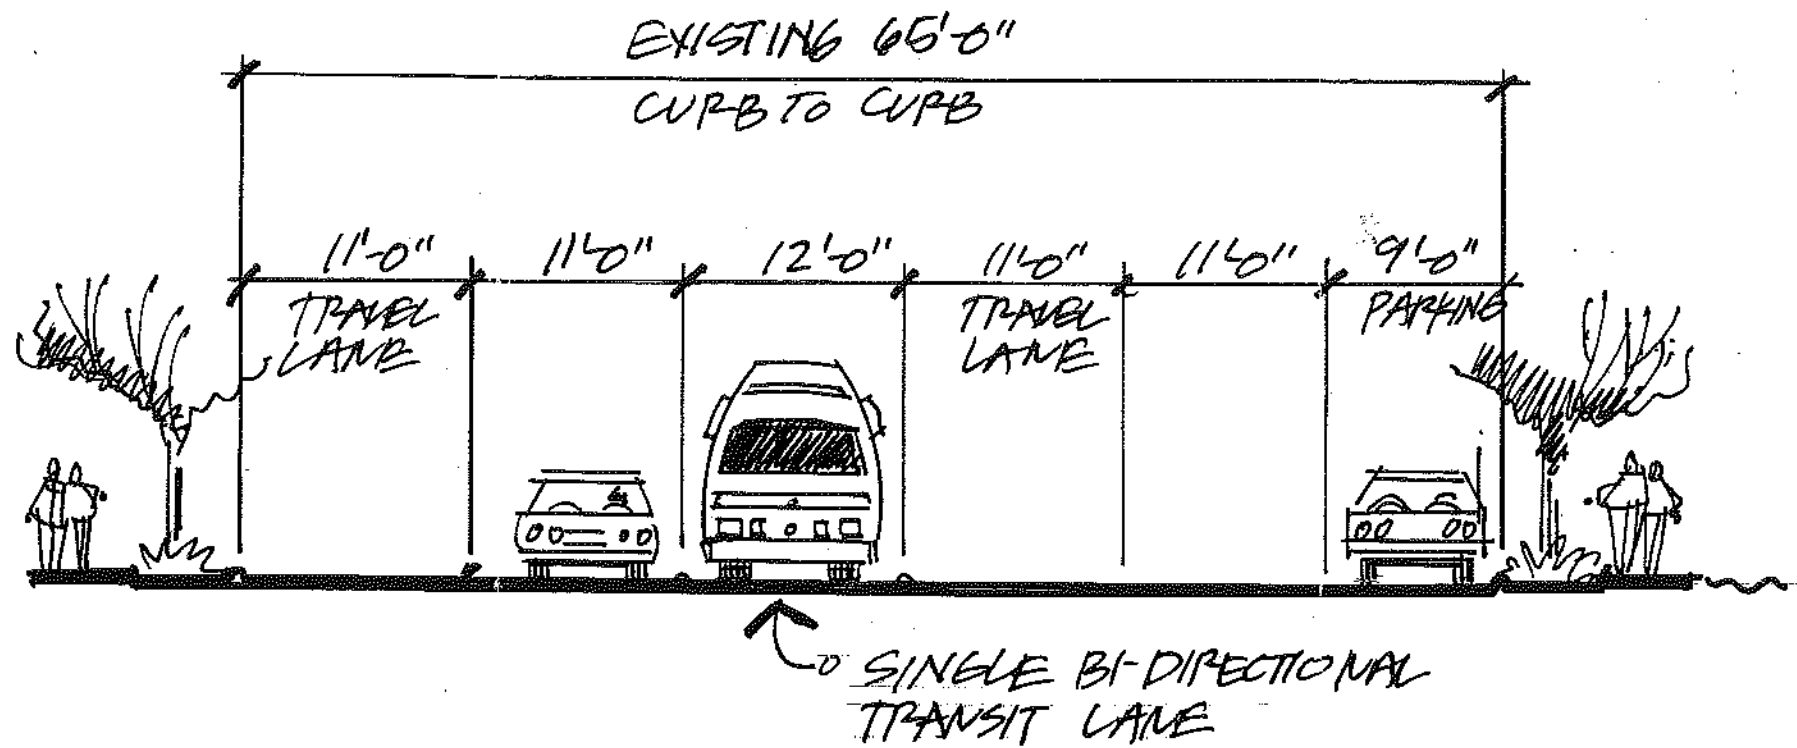 EXISTING 65'-0"
CURB TO CURB
11'-0" 11'-0" 12'-0" 11'-0" 11'-0" 9'-0"
TRAVEL TRAVEL PARKING
LANE LANE
SINGLE BI-DIRECTIONAL
TRANSIT LANE